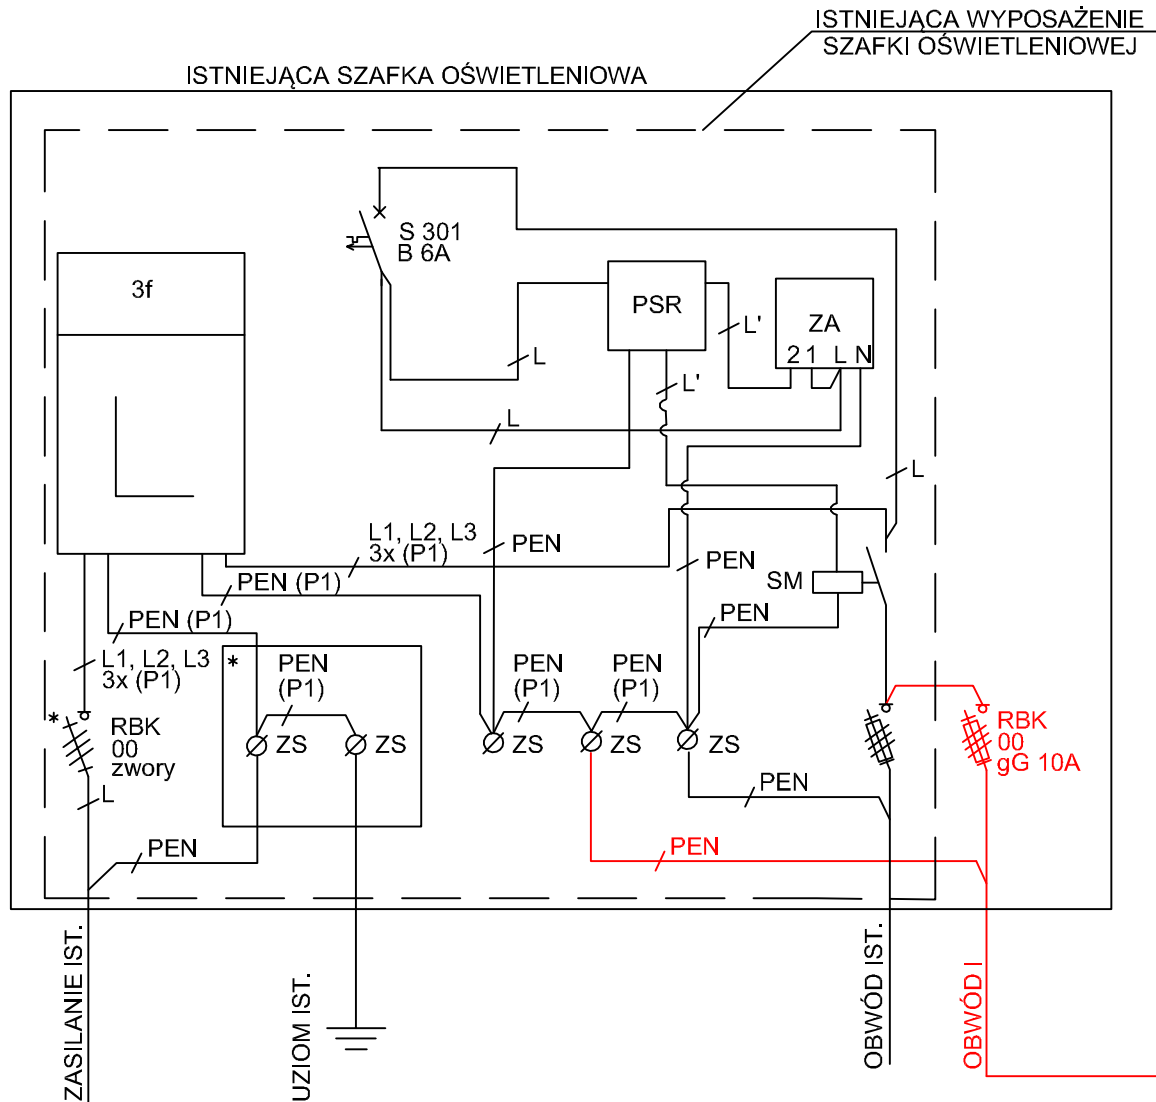 ISTNIEJĄCA WYPOSAŻENIE
SZAFKI OŚWIETLENIOWEJ
ISTNIEJĄCA SZAFKA OŚWIETLENIOWA
S 301
B 6A
3f
PSR
ZA
2 1 L N
L'
L
L'
L
L
L1, L2, L3
3x (P1)
PEN
PEN
PEN (P1)
SM
PEN (P1)
PEN
L1, L2, L3
3x (P1)
*
PEN
(P1)
PEN
(P1)
PEN
(P1)
*
RBK
00
zwory
ZS
ZS
ZS
ZS
ZS
RBK
00
gG 10A
L
PEN
PEN
PEN
ZASILANIE IST.
UZIOM IST.
OBWÓD IST.
OBWÓD I